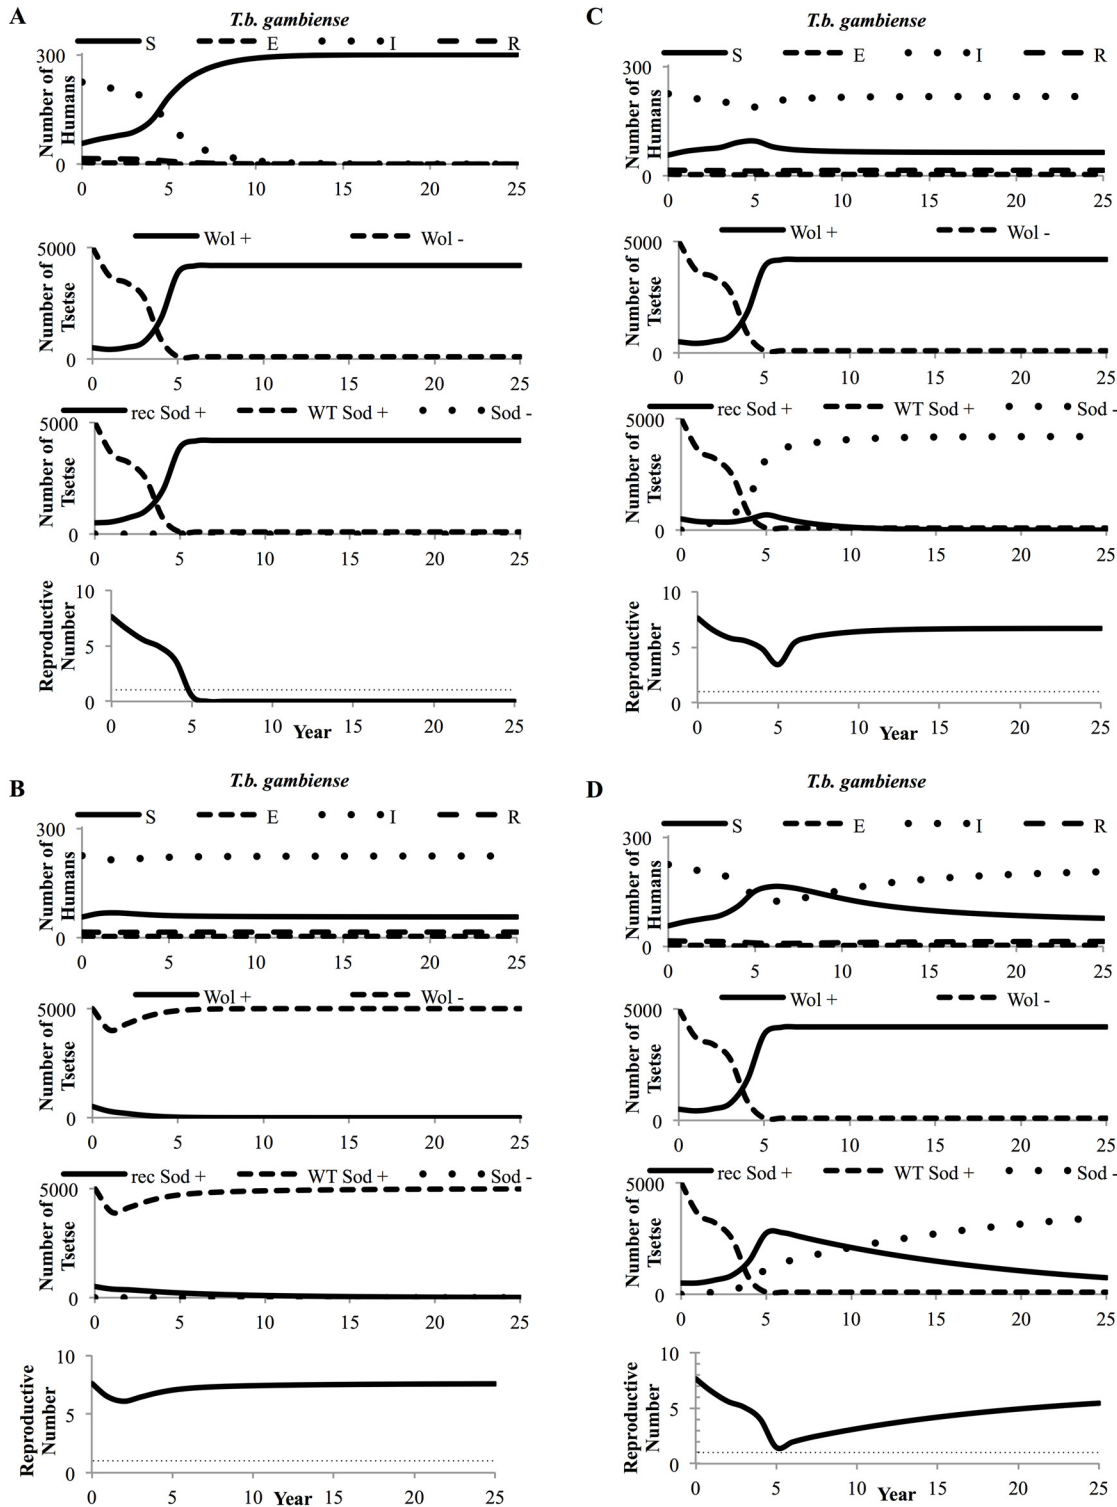 A
T.b. gambiense
S E I R
Number of
Humans
300
0
0 5 10 15 20 25
Wol + Wol -
Number of
Tsetse
5000
0
0 5 10 15 20 25
rec Sod + WT Sod + Sod -
Number of
Tsetse
5000
0
0 5 10 15 20 25
Reproductive
Number
10
5
0
0 5 10 15 20 25
Year
B
T.b. gambiense
S E I R
Number of
Humans
300
0
0 5 10 15 20 25
Wol + Wol -
Number of
Tsetse
5000
0
0 5 10 15 20 25
rec Sod + WT Sod + Sod -
Number of
Tsetse
5000
0
0 5 10 15 20 25
Reproductive
Number
10
5
0
0 5 10 15 20 25
Year
C
T.b. gambiense
S E I R
Number of
Humans
300
0
0 5 10 15 20 25
Wol + Wol -
Number of
Tsetse
5000
0
0 5 10 15 20 25
rec Sod + WT Sod + Sod -
Number of
Tsetse
5000
0
0 5 10 15 20 25
Reproductive
Number
10
5
0
0 5 10 15 20 25
Year
D
T.b. gambiense
S E I R
Number of
Humans
300
0
0 5 10 15 20 25
Wol + Wol -
Number of
Tsetse
5000
0
0 5 10 15 20 25
rec Sod + WT Sod + Sod -
Number of
Tsetse
5000
0
0 5 10 15 20 25
Reproductive
Number
10
5
0
0 5 10 15 20 25
Year